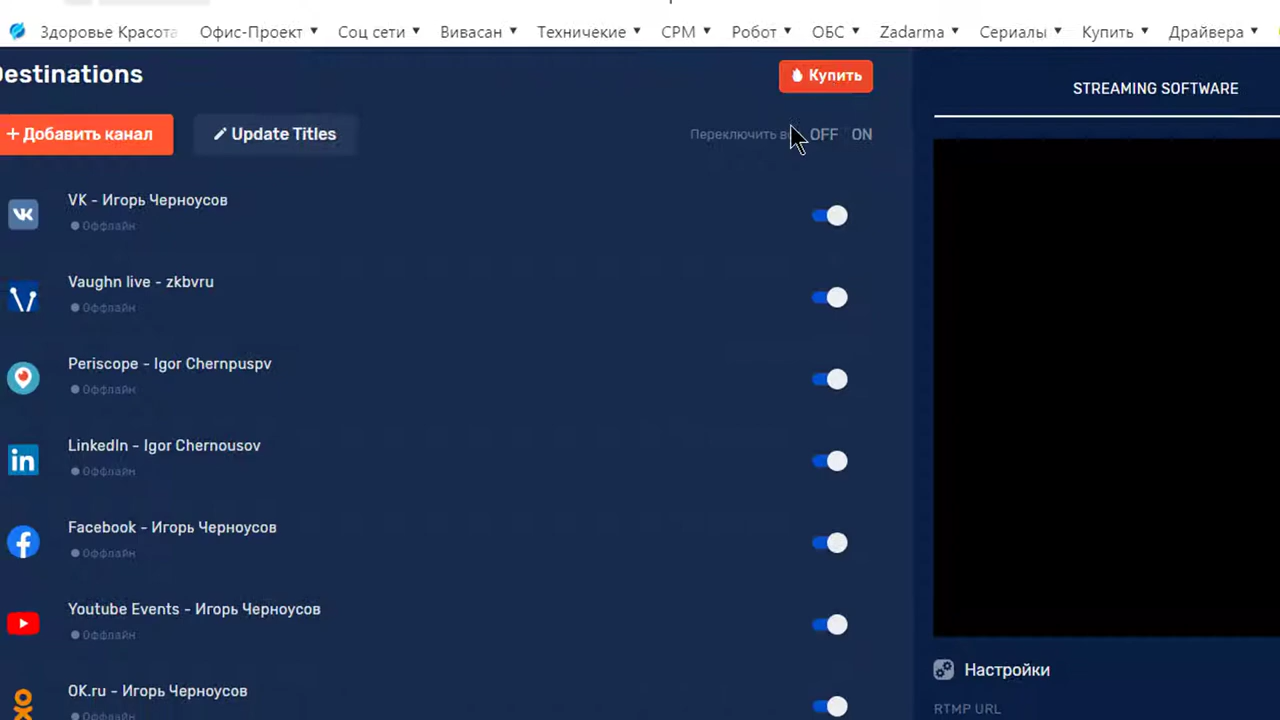 Здоровье Красота Офис-Проект Соц сети Вивасан Техничекие СРМ Робот ОБС Zadarma Сериалы Купить Драйвера
Destinations
Купить
STREAMING SOFTWARE
+ Добавить канал
Update Titles
Переключить OFF ON
VK - Игорь Черноусов
Оффлайн
Vaughn live - zkbvru
Оффлайн
Periscope - Igor Chernpuspv
Оффлайн
LinkedIn - Igor Chernousov
Оффлайн
Facebook - Игорь Черноусов
Оффлайн
Youtube Events - Игорь Черноусов
Оффлайн
OK.ru - Игорь Черноусов
Оффлайн
Настройки
RTMP URL